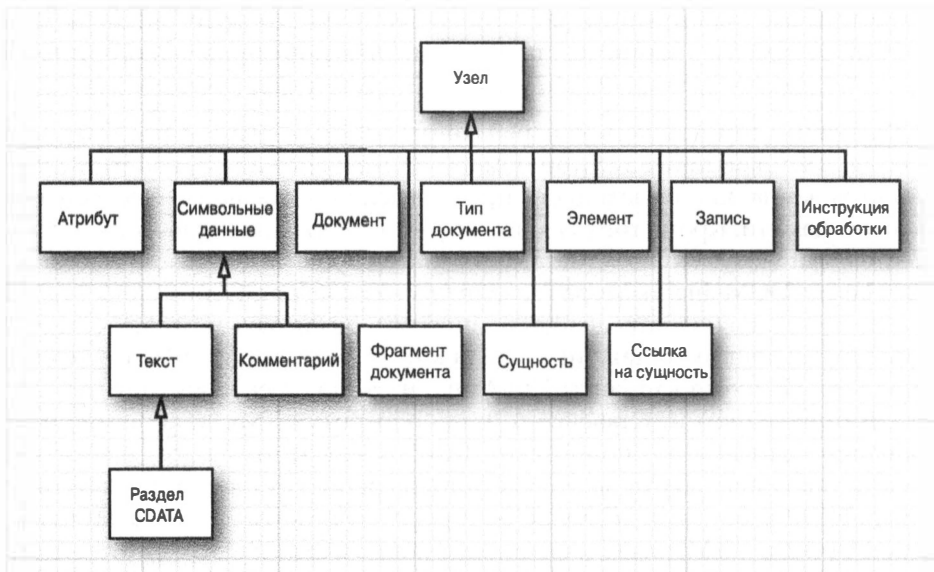 Узел
Атрибут
Символьные
данные
Документ
Тип
документа
Элемент
Запись
Инструкция
обработки
Текст
Комментарий
Фрагмент
документа
Сущность
Ссылка
на сущность
Раздел
CDATA